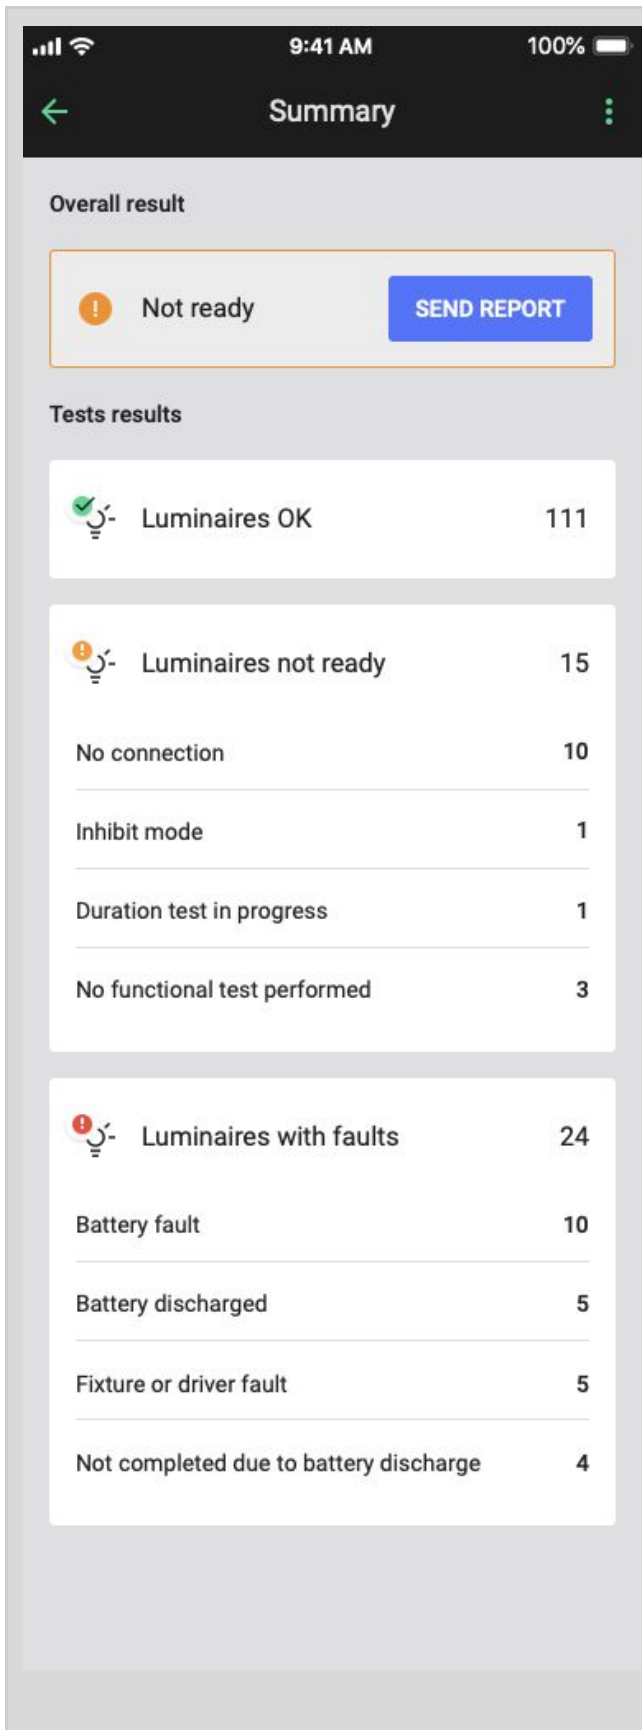 9:41 AM 100%
Summary
Overall result
Not ready SEND REPORT
Tests results
Luminaires OK 111
Luminaires not ready 15
No connection 10
Inhibit mode 1
Duration test in progress 1
No functional test performed 3
Luminaires with faults 24
Battery fault 10
Battery discharged 5
Fixture or driver fault 5
Not completed due to battery discharge 4